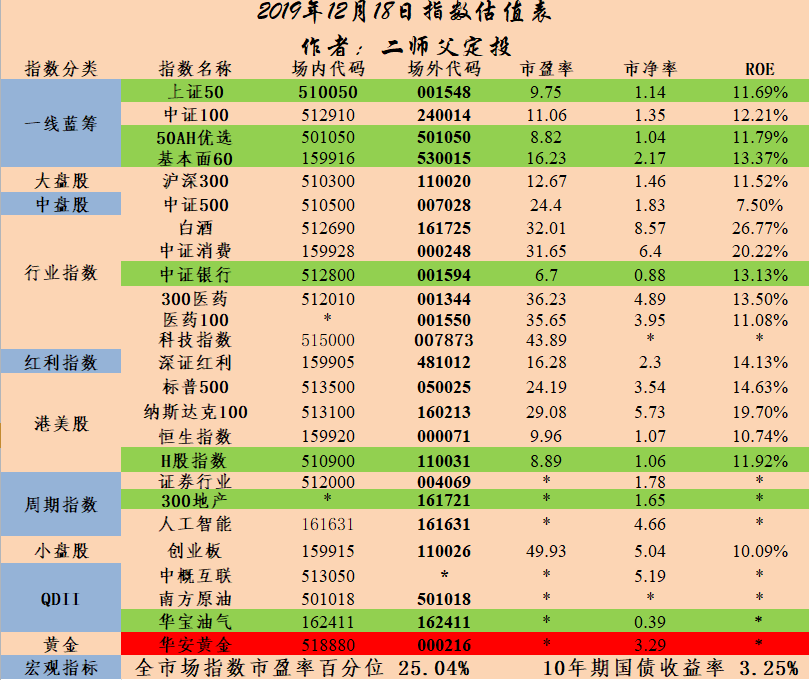 2019年12月18日指数估值表
作者：二师父定投
指数分类 指数名称 场内代码 场外代码 市盈率 市净率 ROE
一线蓝筹 上证50 510050 001548 9.75 1.14 11.69%
中证100 512910 240014 11.06 1.35 12.21%
50AH优选 501050 501050 8.82 1.04 11.79%
基本面60 159916 530015 16.23 2.17 13.37%
大盘股 沪深300 510300 110020 12.67 1.46 11.52%
中盘股 中证500 510500 007028 24.4 1.83 7.50%
行业指数 白酒 512690 161725 32.01 8.57 26.77%
中证消费 159928 000248 31.65 6.4 20.22%
中证银行 512800 001594 6.7 0.88 13.13%
300医药 512010 001344 36.23 4.89 13.50%
医药100 * 001550 35.65 3.95 11.08%
科技指数 515000 007873 43.89 * *
红利指数 深证红利 159905 481012 16.28 2.3 14.13%
港美股 标普500 513500 050025 24.19 3.54 14.63%
纳斯达克100 513100 160213 29.08 5.73 19.70%
恒生指数 159920 000071 9.96 1.07 10.74%
H股指数 510900 110031 8.89 1.06 11.92%
周期指数 证券行业 512000 004069 * 1.78 *
300地产 * 161721 * 1.65 *
人工智能 161631 161631 * 4.66 *
小盘股 创业板 159915 110026 49.93 5.04 10.09%
QDII 中概互联 513050 * * 5.19 *
南方原油 501018 501018 * * *
华宝油气 162411 162411 * 0.39 *
黄金 华安黄金 518880 000216 * 3.29 *
宏观指标 全市场指数市盈率百分位 25.04% 10年期国债收益率 3.25%